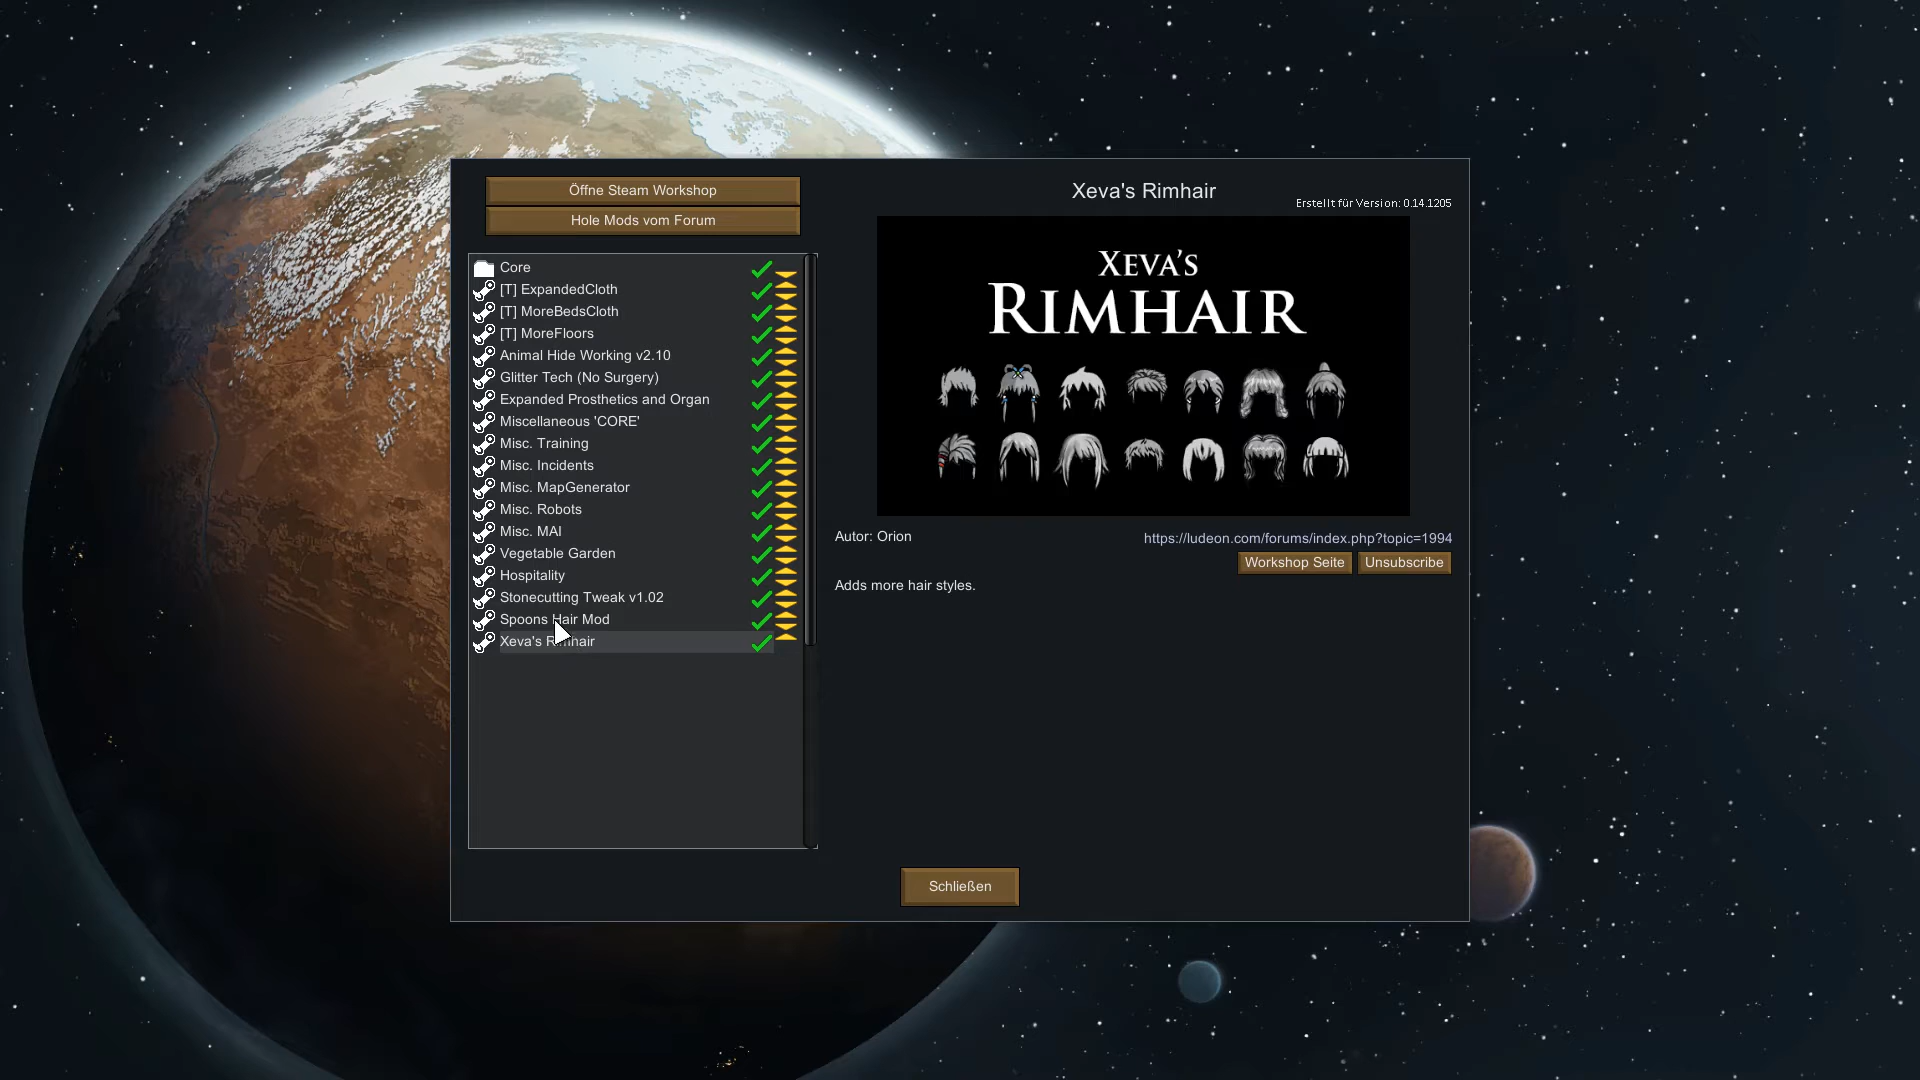 Öffne Steam Workshop
Hole Mods vom Forum
Core
[T] ExpandedCloth
[T] MoreBedsCloth
[T] MoreFloors
Animal Hide Working v2.10
Glitter Tech (No Surgery)
Expanded Prosthetics and Organ
Miscellaneous 'CORE'
Misc. Training
Misc. Incidents
Misc. MapGenerator
Misc. Robots
Misc. MAI
Vegetable Garden
Hospitality
Stonecutting Tweak v1.02
Spoons Hair Mod
Xeva's Rimhair
Xeva's Rimhair
Erstellt für Version: 0.14.1205
XEVA'S
RIMHAIR
Autor: Orion
https://ludeon.com/forums/index.php?topic=1994
Workshop Seite
Unsubscribe
Adds more hair styles.
Schließen